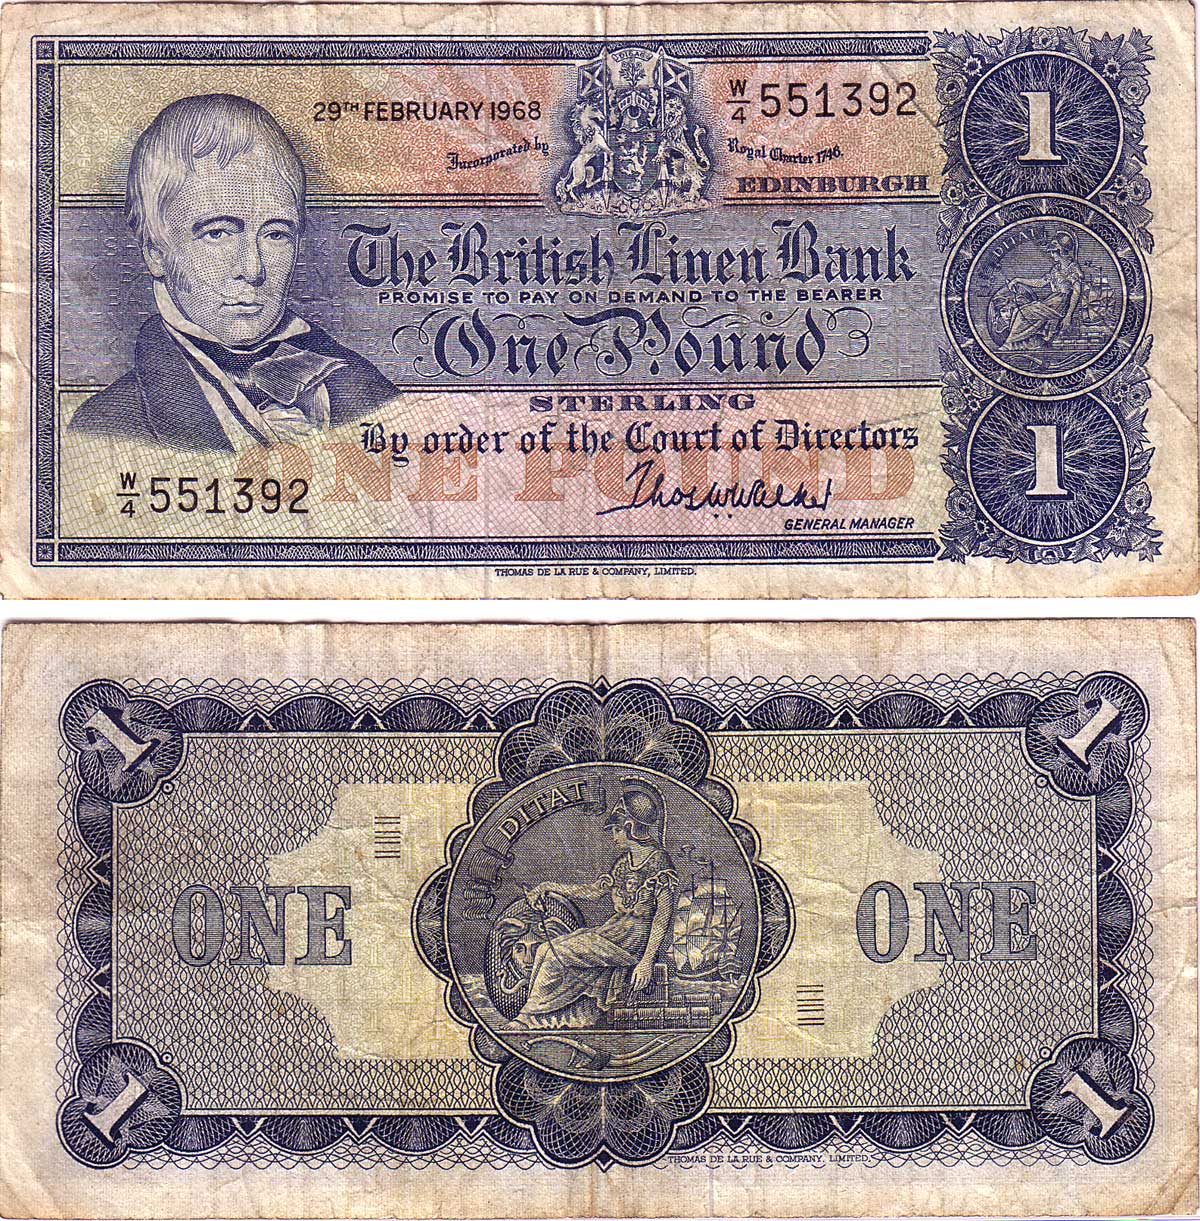 29TH FEBRUARY 1968
W/4 551392
Incorporated by
Royal Charter 1746.
EDINBURGH
The British Linen Bank
PROMISE TO PAY ON DEMAND TO THE BEARER
One Pound
STERLING
By order of the Court of Directors
ONE POUND
W/4 551392
Thos W Walker
GENERAL MANAGER
THOMAS DE LA RUE & COMPANY, LIMITED.
1
DITAT
1
1
1
DITAT
ONE
ONE
1
1
THOMAS DE LA RUE & COMPANY, LIMITED.